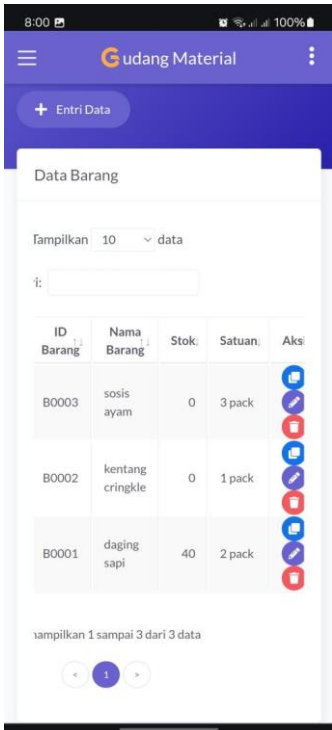 8:00 100%
Gudang Material
+ Entri Data
Data Barang
Tampilkan 10 data
i:
ID Barang Nama Barang Stok Satuan Aksi
B0003 sosis ayam 0 3 pack
B0002 kentang cringkle 0 1 pack
B0001 daging sapi 40 2 pack
nampilkan 1 sampai 3 dari 3 data
< 1 >